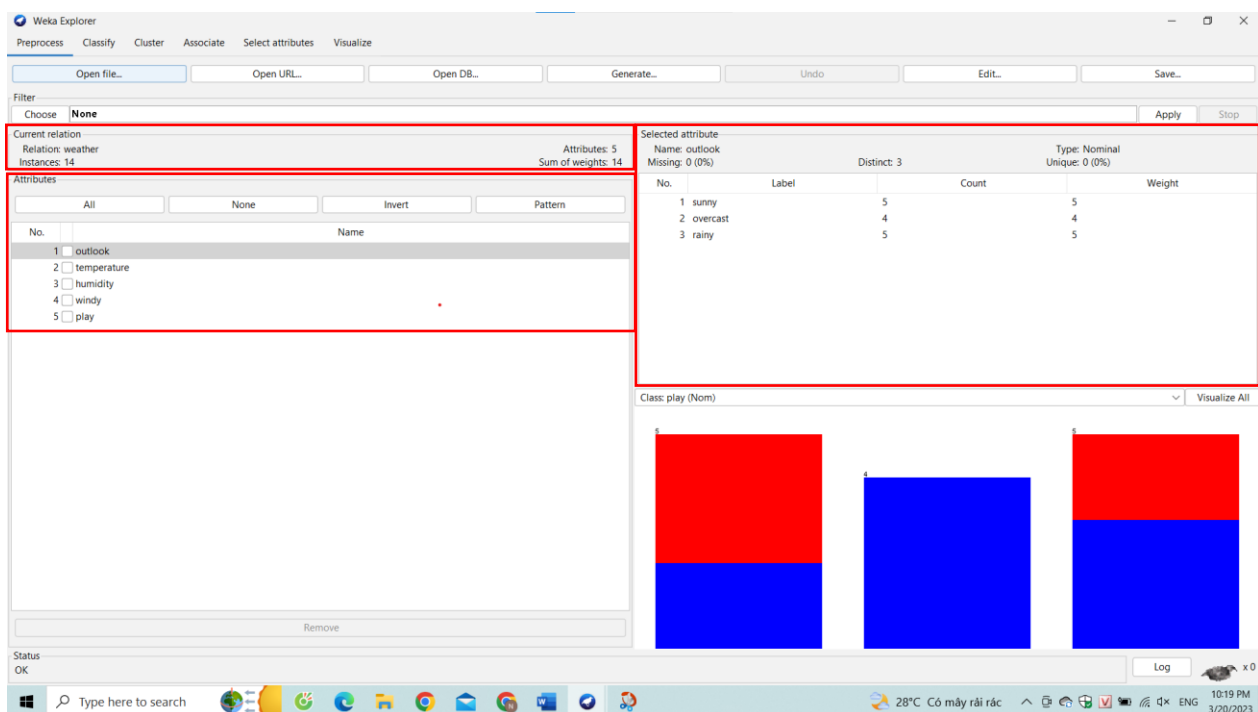 Weka Explorer
Preprocess Classify Cluster Associate Select attributes Visualize
Open file... Open URL... Open DB... Generate... Undo Edit... Save...
Filter
Choose None Apply Stop
Current relation
Relation: weather Attributes: 5
Instances: 14 Sum of weights: 14
Attributes
All None Invert Pattern
No. Name
1 outlook
2 temperature
3 humidity
4 windy
5 play
Remove
Selected attribute
Name: outlook Type: Nominal
Missing: 0 (0%) Distinct: 3 Unique: 0 (0%)
No. Label Count Weight
1 sunny 5 5
2 overcast 4 4
3 rainy 5 5
Class: play (Nom) Visualize All
5 4 5
Status
OK Log x 0
Type here to search 28°C Có mây rải rác ENG 10:19 PM
3/20/2023